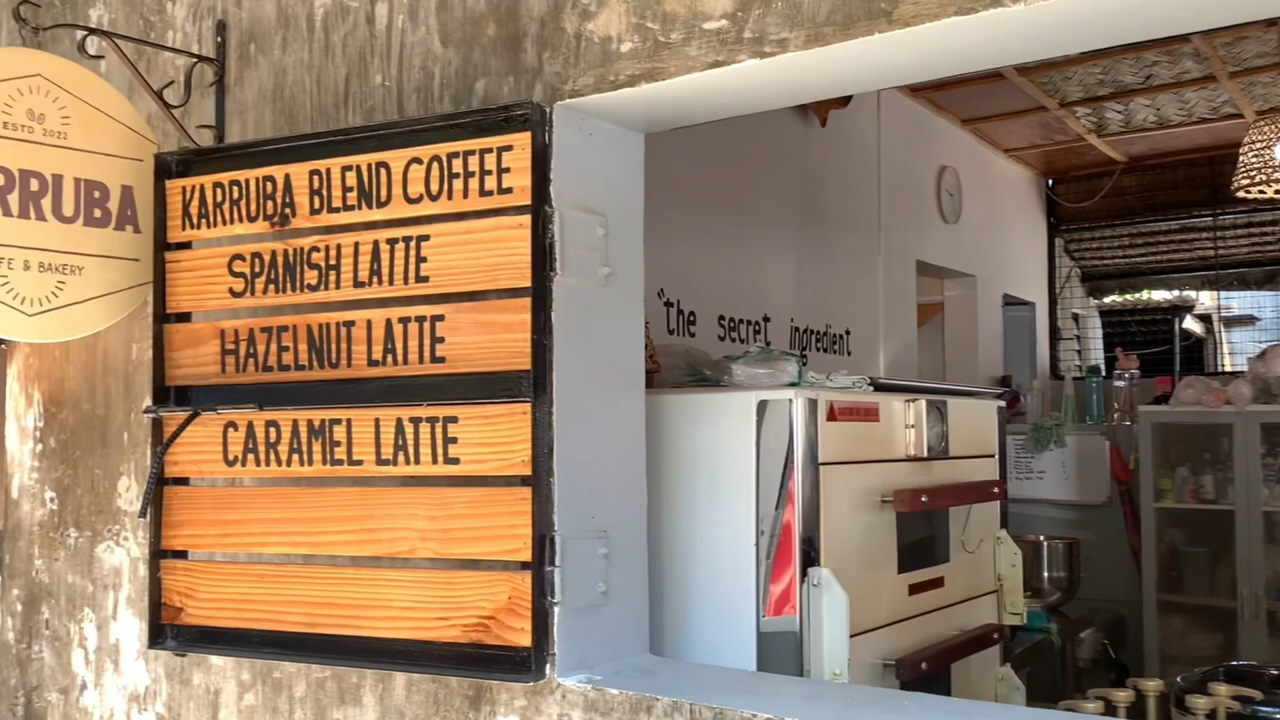 ESTD 2022
RRUBA
FE & BAKERY
KARRUBA BLEND COFFEE
SPANISH LATTE
HAZELNUT LATTE
CARAMEL LATTE
"the secret ingredient